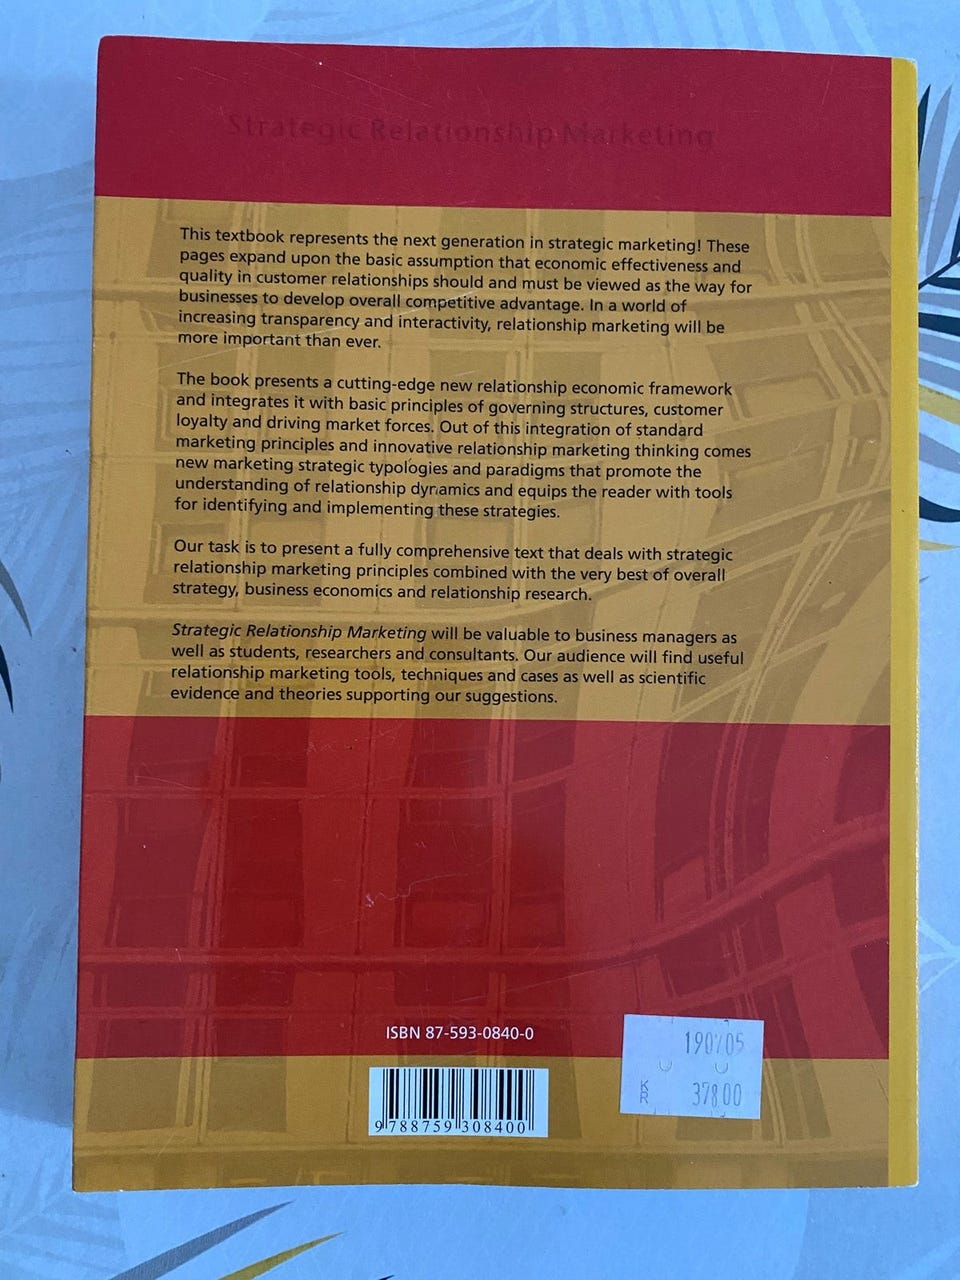 Strategic Relationship Marketing
This textbook represents the next generation in strategic marketing! These
pages expand upon the basic assumption that economic effectiveness and
quality in customer relationships should and must be viewed as the way for
businesses to develop overall competitive advantage. In a world of
increasing transparency and interactivity, relationship marketing will be
more important than ever.
The book presents a cutting-edge new relationship economic framework
and integrates it with basic principles of governing structures, customer
loyalty and driving market forces. Out of this integration of standard
marketing principles and innovative relationship marketing thinking comes
new marketing strategic typologies and paradigms that promote the
understanding of relationship dynamics and equips the reader with tools
for identifying and implementing these strategies.
Our task is to present a fully comprehensive text that deals with strategic
relationship marketing principles combined with the very best of overall
strategy, business economics and relationship research.
Strategic Relationship Marketing will be valuable to business managers as
well as students, researchers and consultants. Our audience will find useful
relationship marketing tools, techniques and cases as well as scientific
evidence and theories supporting our suggestions.
ISBN 87-593-0840-0
190705
KR 37800
9 788759 308400